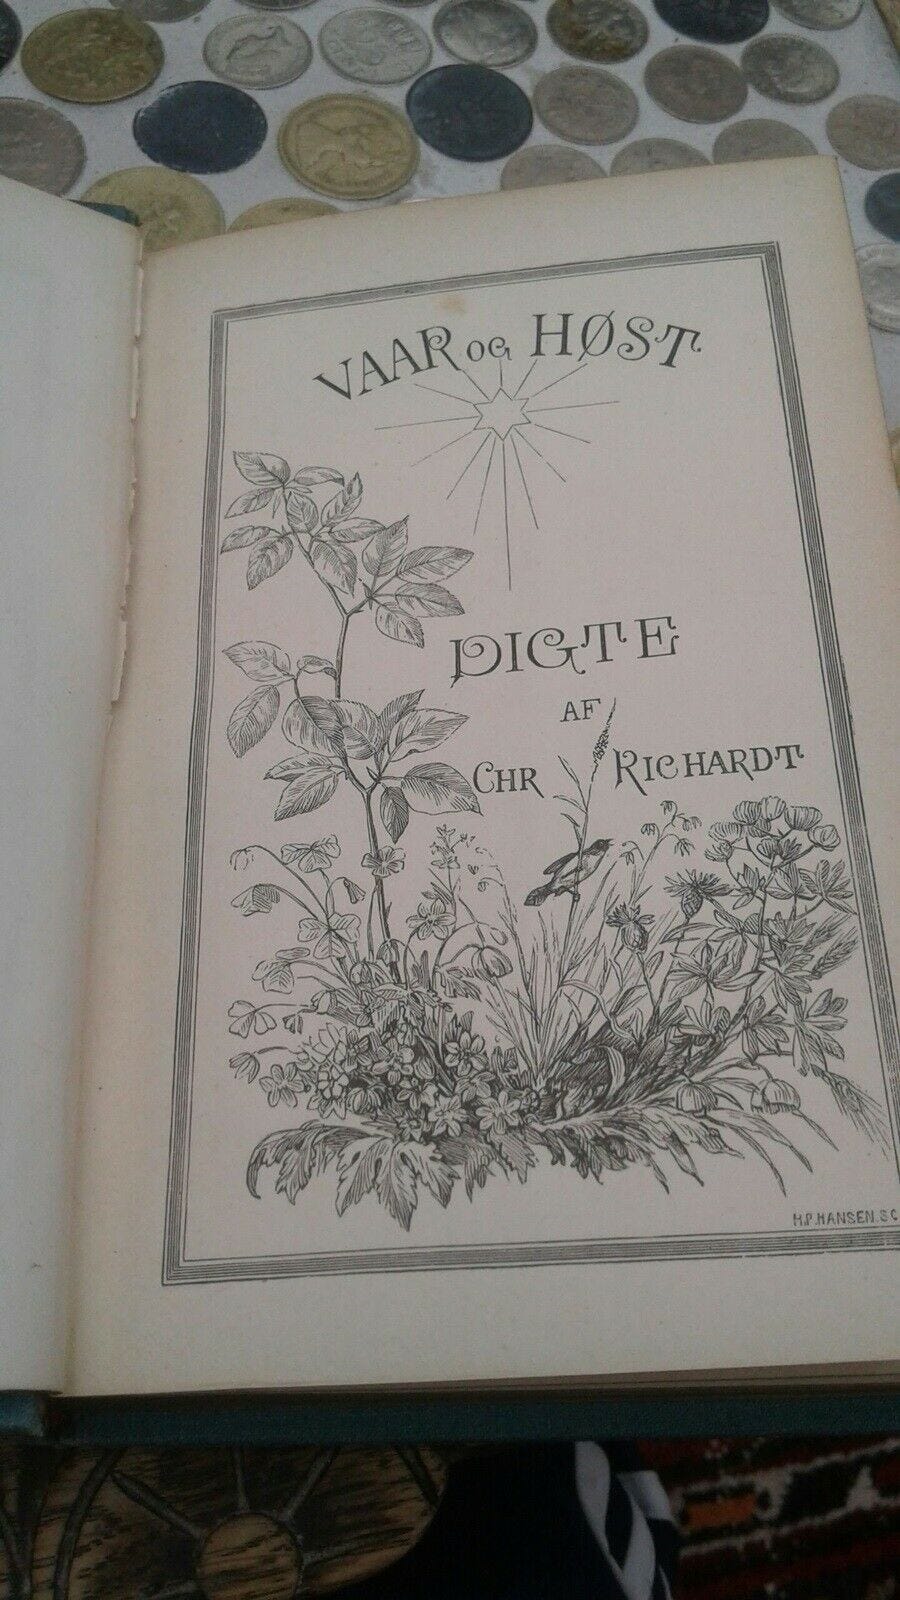 VAAR OG HØST
DIGTE
AF
CHR RICHARDT
H.P.HANSEN.SC